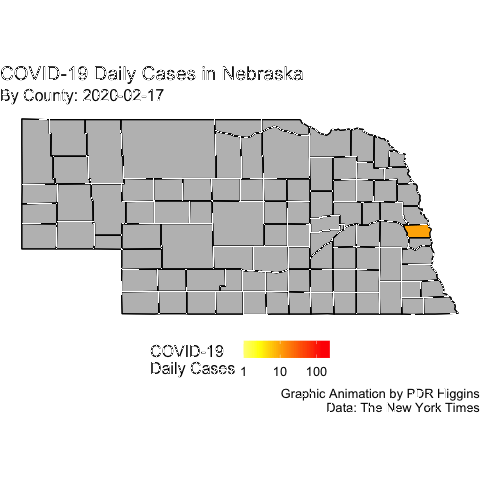 COVID-19 Daily Cases in Nebraska
By County: 2020-02-17
COVID-19
Daily Cases
1 10 100
Graphic Animation by PDR Higgins
Data: The New York Times